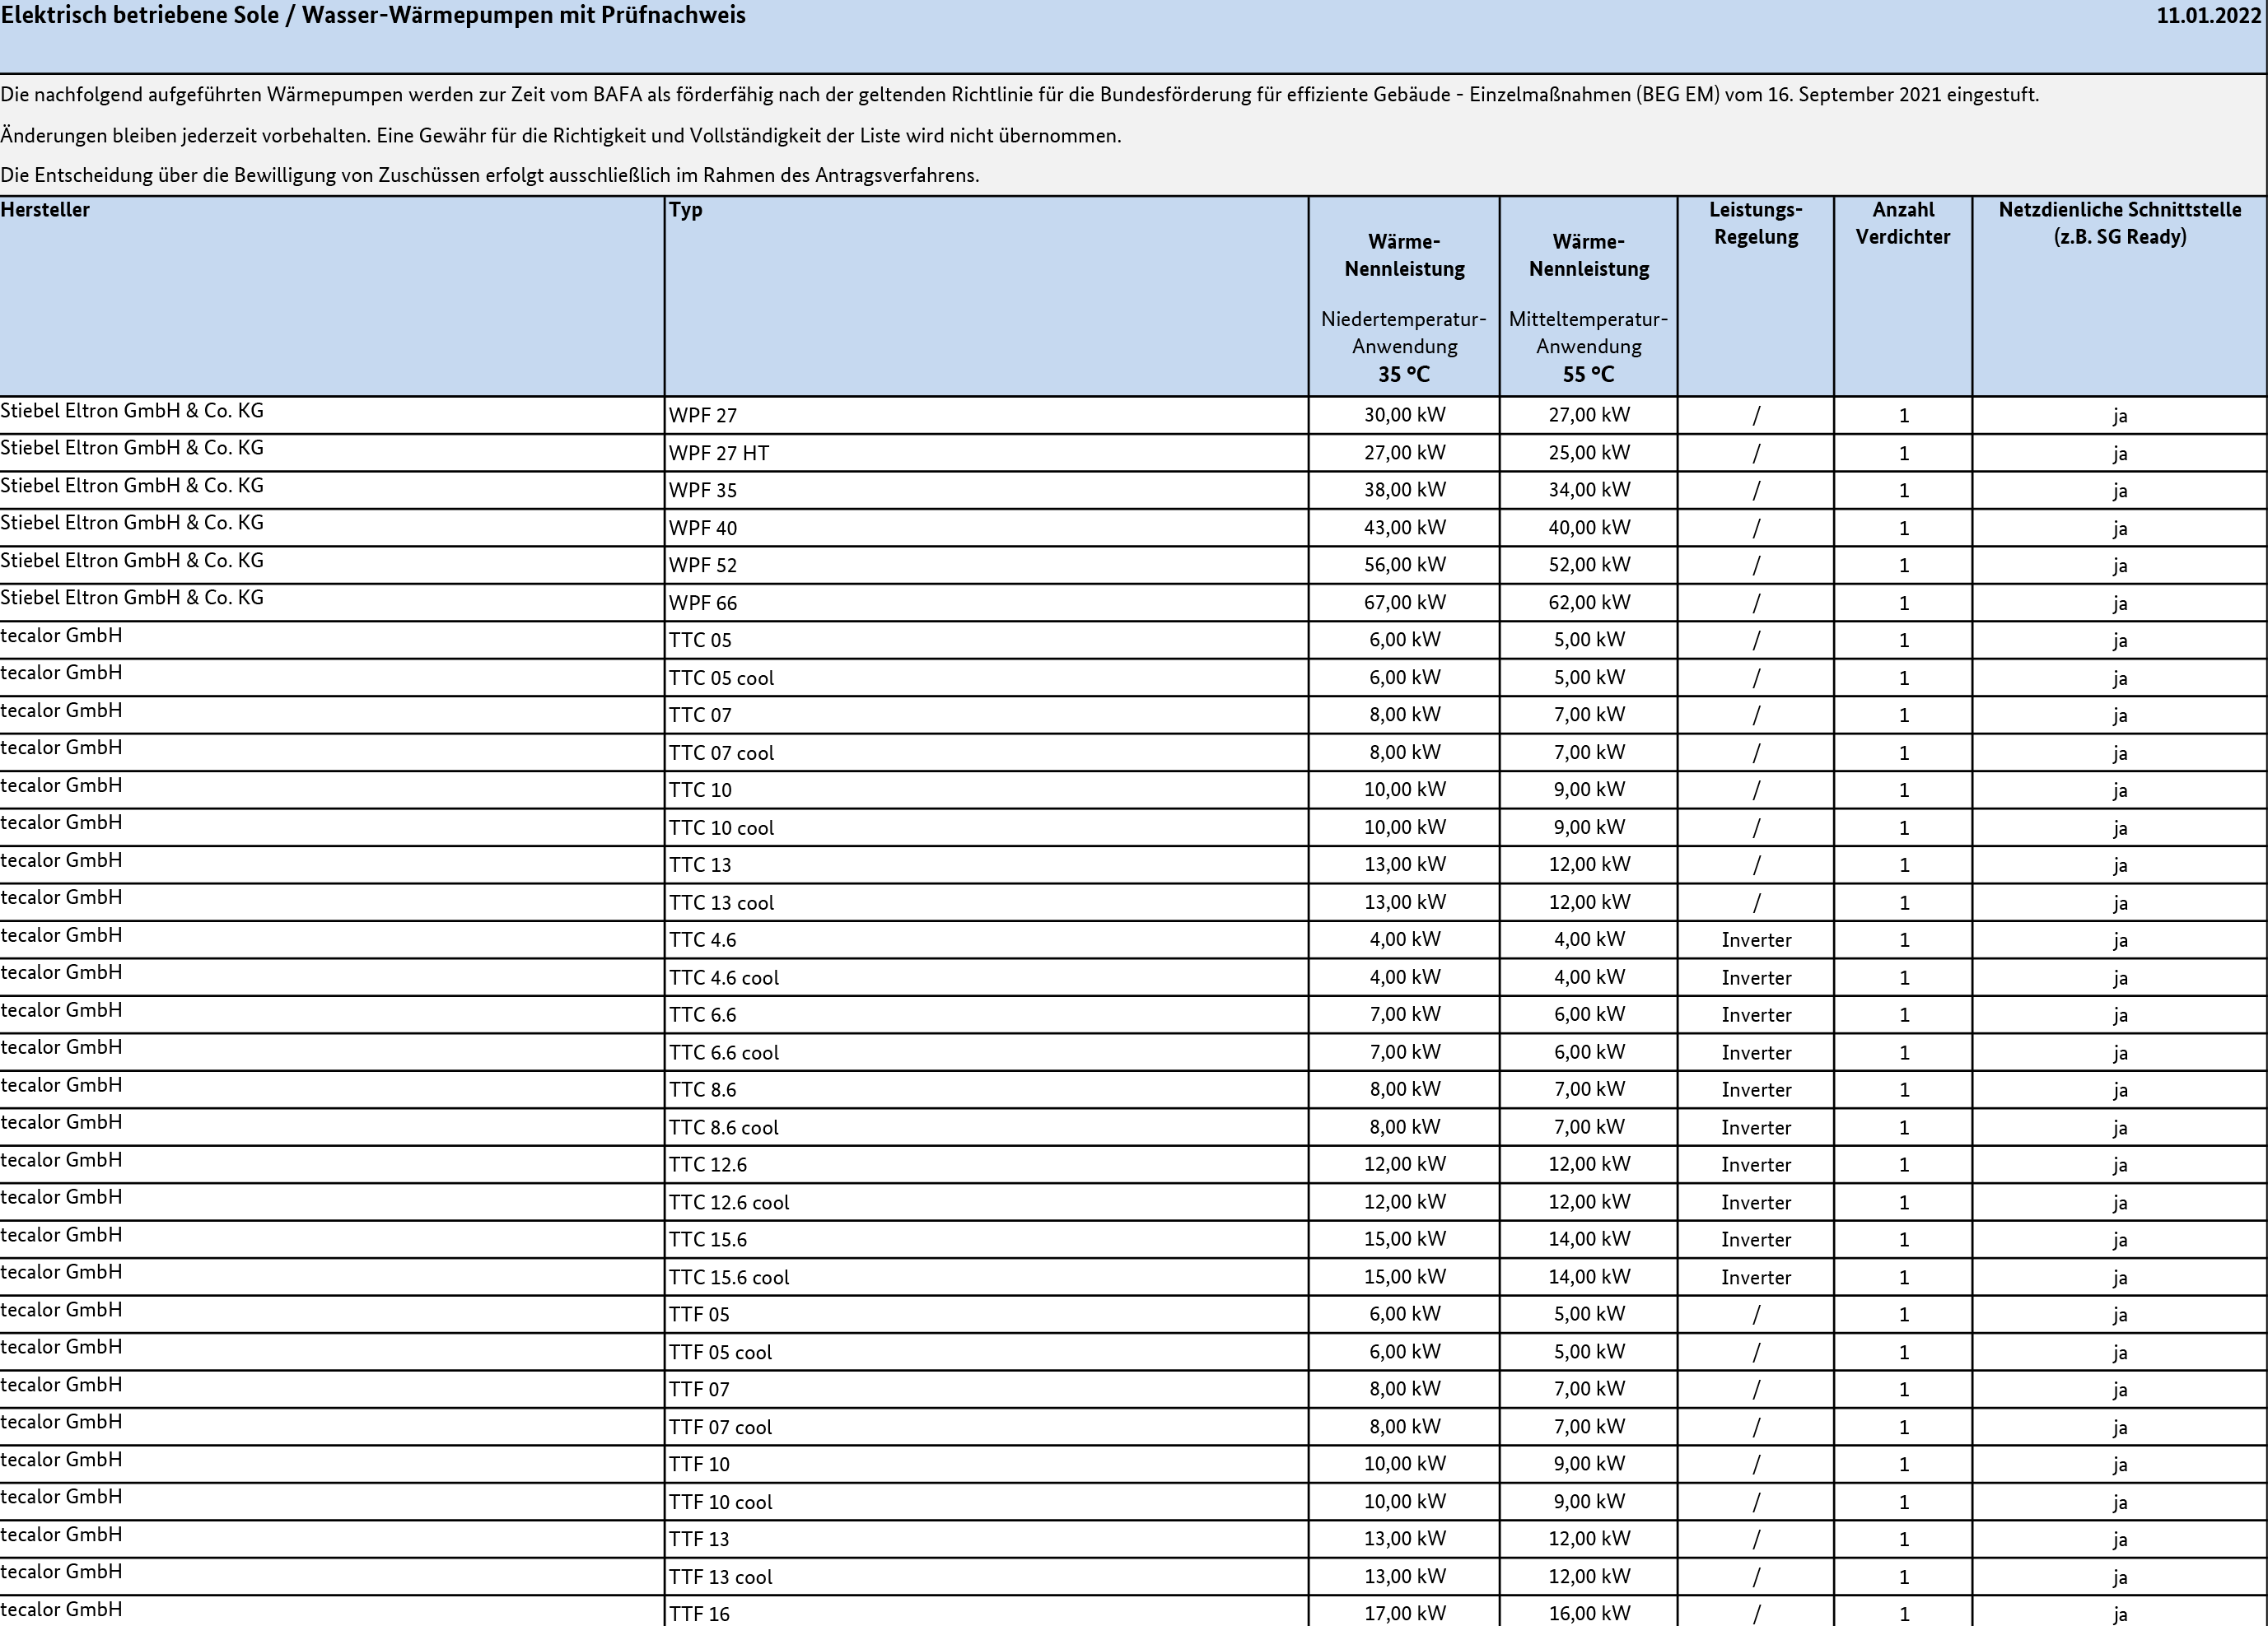 Elektrisch betriebene Sole / Wasser-Wärmepumpen mit Prüfnachweis 11.01.2022
Die nachfolgend aufgeführten Wärmepumpen werden zur Zeit vom BAFA als förderfähig nach der geltenden Richtlinie für die Bundesförderung für effiziente Gebäude - Einzelmaßnahmen (BEG EM) vom 16. September 2021 eingestuft.
Änderungen bleiben jederzeit vorbehalten. Eine Gewähr für die Richtigkeit und Vollständigkeit der Liste wird nicht übernommen.
Die Entscheidung über die Bewilligung von Zuschüssen erfolgt ausschließlich im Rahmen des Antragsverfahrens.
Hersteller Typ Leistungs- Anzahl Netzdienliche Schnittstelle
Wärme- Wärme- Regelung Verdichter (z.B. SG Ready)
Nennleistung Nennleistung
Niedertemperatur- Mitteltemperatur-
Anwendung Anwendung
35 °C 55 °C
Stiebel Eltron GmbH & Co. KG WPF 27 30,00 kW 27,00 kW / 1 ja
Stiebel Eltron GmbH & Co. KG WPF 27 HT 27,00 kW 25,00 kW / 1 ja
Stiebel Eltron GmbH & Co. KG WPF 35 38,00 kW 34,00 kW / 1 ja
Stiebel Eltron GmbH & Co. KG WPF 40 43,00 kW 40,00 kW / 1 ja
Stiebel Eltron GmbH & Co. KG WPF 52 56,00 kW 52,00 kW / 1 ja
Stiebel Eltron GmbH & Co. KG WPF 66 67,00 kW 62,00 kW / 1 ja
tecalor GmbH TTC 05 6,00 kW 5,00 kW / 1 ja
tecalor GmbH TTC 05 cool 6,00 kW 5,00 kW / 1 ja
tecalor GmbH TTC 07 8,00 kW 7,00 kW / 1 ja
tecalor GmbH TTC 07 cool 8,00 kW 7,00 kW / 1 ja
tecalor GmbH TTC 10 10,00 kW 9,00 kW / 1 ja
tecalor GmbH TTC 10 cool 10,00 kW 9,00 kW / 1 ja
tecalor GmbH TTC 13 13,00 kW 12,00 kW / 1 ja
tecalor GmbH TTC 13 cool 13,00 kW 12,00 kW / 1 ja
tecalor GmbH TTC 4.6 4,00 kW 4,00 kW Inverter 1 ja
tecalor GmbH TTC 4.6 cool 4,00 kW 4,00 kW Inverter 1 ja
tecalor GmbH TTC 6.6 7,00 kW 6,00 kW Inverter 1 ja
tecalor GmbH TTC 6.6 cool 7,00 kW 6,00 kW Inverter 1 ja
tecalor GmbH TTC 8.6 8,00 kW 7,00 kW Inverter 1 ja
tecalor GmbH TTC 8.6 cool 8,00 kW 7,00 kW Inverter 1 ja
tecalor GmbH TTC 12.6 12,00 kW 12,00 kW Inverter 1 ja
tecalor GmbH TTC 12.6 cool 12,00 kW 12,00 kW Inverter 1 ja
tecalor GmbH TTC 15.6 15,00 kW 14,00 kW Inverter 1 ja
tecalor GmbH TTC 15.6 cool 15,00 kW 14,00 kW Inverter 1 ja
tecalor GmbH TTF 05 6,00 kW 5,00 kW / 1 ja
tecalor GmbH TTF 05 cool 6,00 kW 5,00 kW / 1 ja
tecalor GmbH TTF 07 8,00 kW 7,00 kW / 1 ja
tecalor GmbH TTF 07 cool 8,00 kW 7,00 kW / 1 ja
tecalor GmbH TTF 10 10,00 kW 9,00 kW / 1 ja
tecalor GmbH TTF 10 cool 10,00 kW 9,00 kW / 1 ja
tecalor GmbH TTF 13 13,00 kW 12,00 kW / 1 ja
tecalor GmbH TTF 13 cool 13,00 kW 12,00 kW / 1 ja
tecalor GmbH TTF 16 17,00 kW 16,00 kW / 1 ja